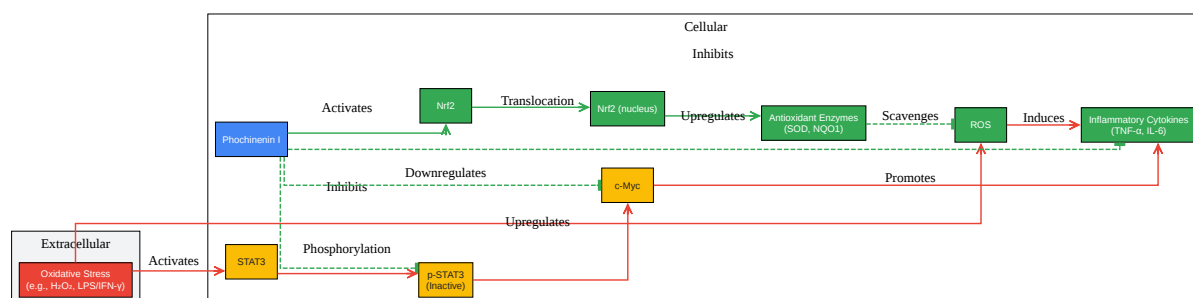 Cellular
Inhibits
Activates
Nrf2
Translocation
Nrf2 (nucleus)
Upregulates
Antioxidant Enzymes
(SOD, NQO1)
Scavenges
ROS
Induces
Inflammatory Cytokines
(TNF-α, IL-6)
Phochinenin I
Downregulates
Inhibits
c-Myc
Promotes
Upregulates
Extracellular
Oxidative Stress
(e.g., H₂O₂, LPS/IFN-γ)
Activates
STAT3
Phosphorylation
p-STAT3
(Inactive)